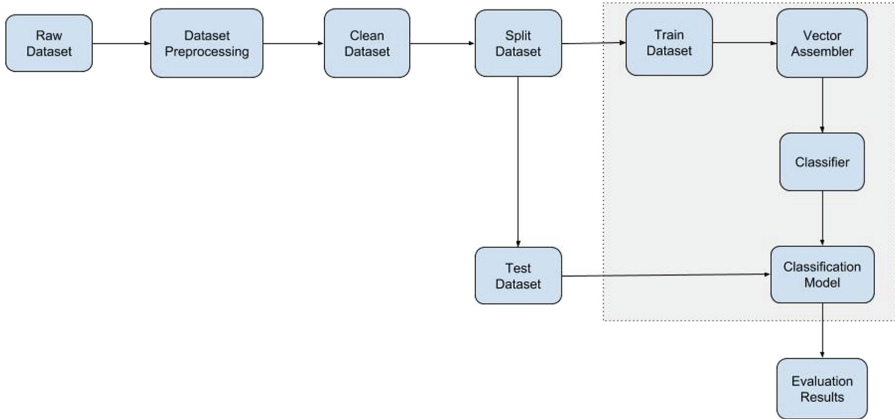 Raw
Dataset
Dataset
Preprocessing
Clean
Dataset
Split
Dataset
Train
Dataset
Vector
Assembler
Classifier
Test
Dataset
Classification
Model
Evaluation
Results